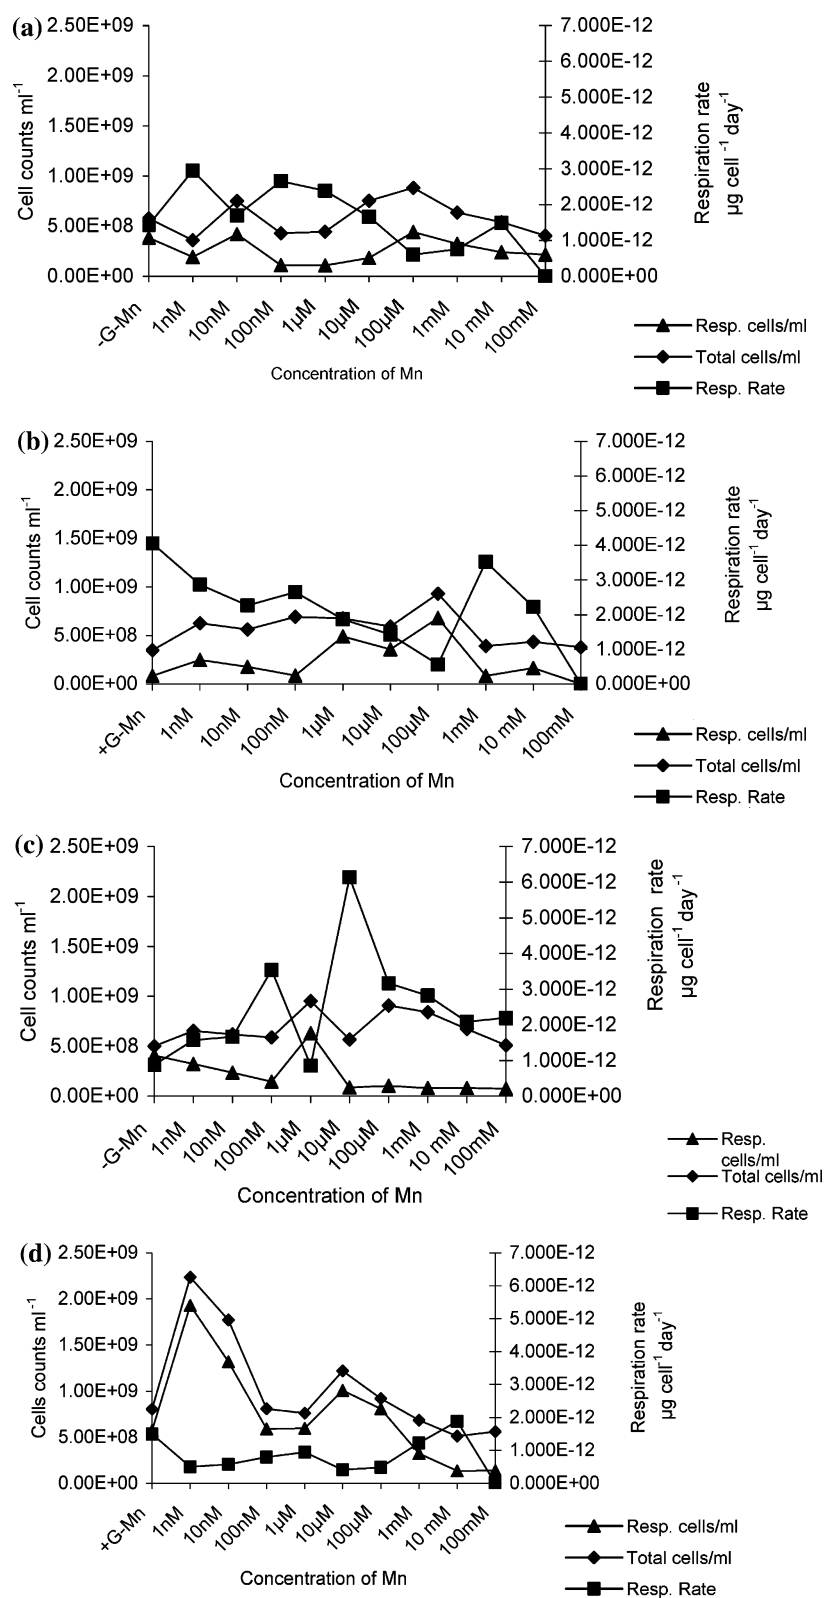 (a)
2.50E+09
2.00E+09
1.50E+09
1.00E+09
5.00E+08
0.00E+00
Cell counts ml-1
7.000E-12
6.000E-12
5.000E-12
4.000E-12
3.000E-12
2.000E-12
1.000E-12
0.000E+00
Respiration rate
µg cell -1 day-1
-G-Mn
1nM
10nM
100nM
1µM
10µM
100µM
1mM
10 mM
100mM
Concentration of Mn
Resp. cells/ml
Total cells/ml
Resp. Rate
(b)
2.50E+09
2.00E+09
1.50E+09
1.00E+09
5.00E+08
0.00E+00
Cell counts ml-1
7.000E-12
6.000E-12
5.000E-12
4.000E-12
3.000E-12
2.000E-12
1.000E-12
0.000E+00
Respiration rate
µg cell-1 day-1
+G-Mn
1nM
10nM
100nM
1µM
10µM
100µM
1mM
10 mM
100mM
Concentration of Mn
Resp. cells/ml
Total cells/ml
Resp. Rate
(c)
2.50E+09
2.00E+09
1.50E+09
1.00E+09
5.00E+08
0.00E+00
Cell counts ml-1
7.000E-12
6.000E-12
5.000E-12
4.000E-12
3.000E-12
2.000E-12
1.000E-12
0.000E+00
Respiration rate
µg cell-1 day-1
-G-Mn
1nM
10nM
100nM
1µM
10µM
100µM
1mM
10 mM
100mM
Concentration of Mn
Resp.
cells/ml
Total cells/ml
Resp. Rate
(d)
2.50E+09
2.00E+09
1.50E+09
1.00E+09
5.00E+08
0.00E+00
Cells counts ml-1
7.000E-12
6.000E-12
5.000E-12
4.000E-12
3.000E-12
2.000E-12
1.000E-12
0.000E+00
Respiration rate
µg cell-1 day-1
+G-Mn
1nM
10nM
100nM
1µM
10µM
100µM
1mM
10 mM
100mM
Concentration of Mn
Resp. cells/ml
Total cells/ml
Resp. Rate